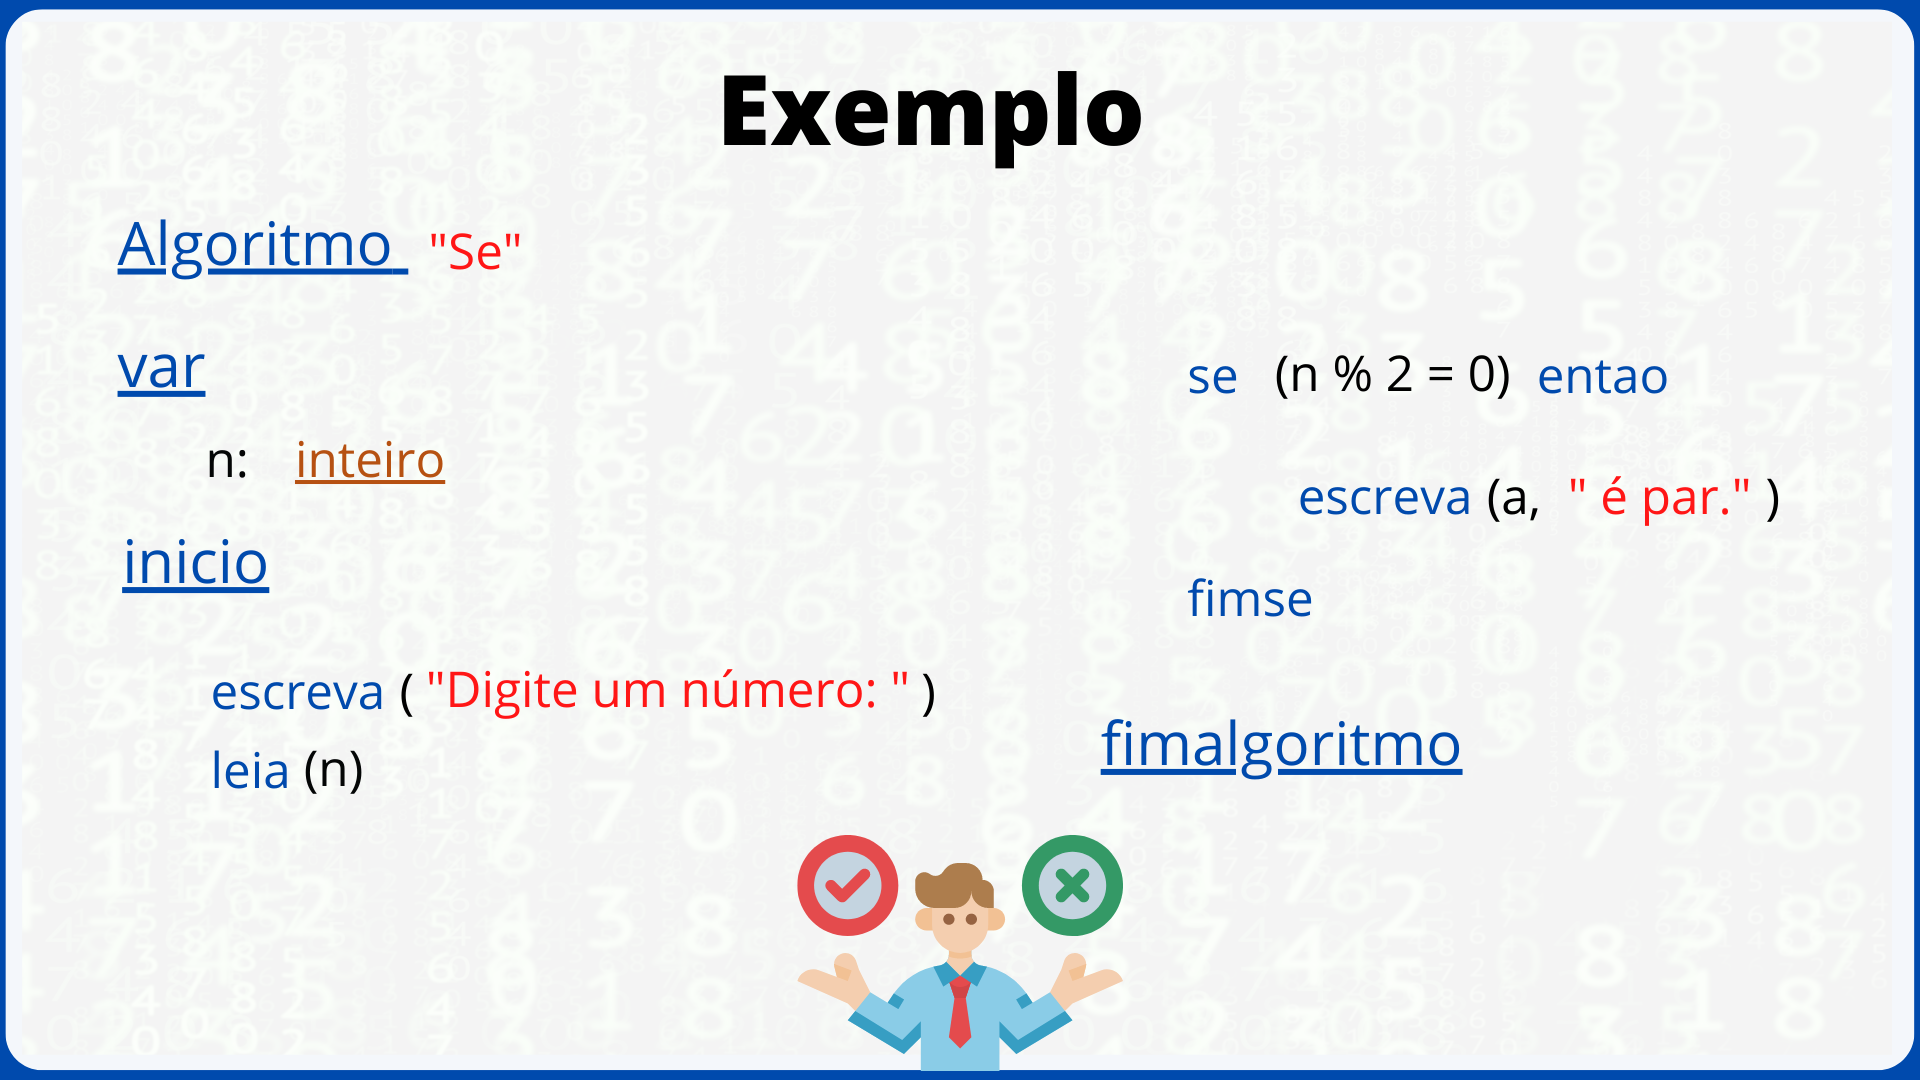 Exemplo
Algoritmo "Se"
var
n: inteiro
inicio
escreva ( "Digite um número: " )
leia (n)
se (n % 2 = 0) entao
escreva (a, " é par." )
fimse
fimalgoritmo